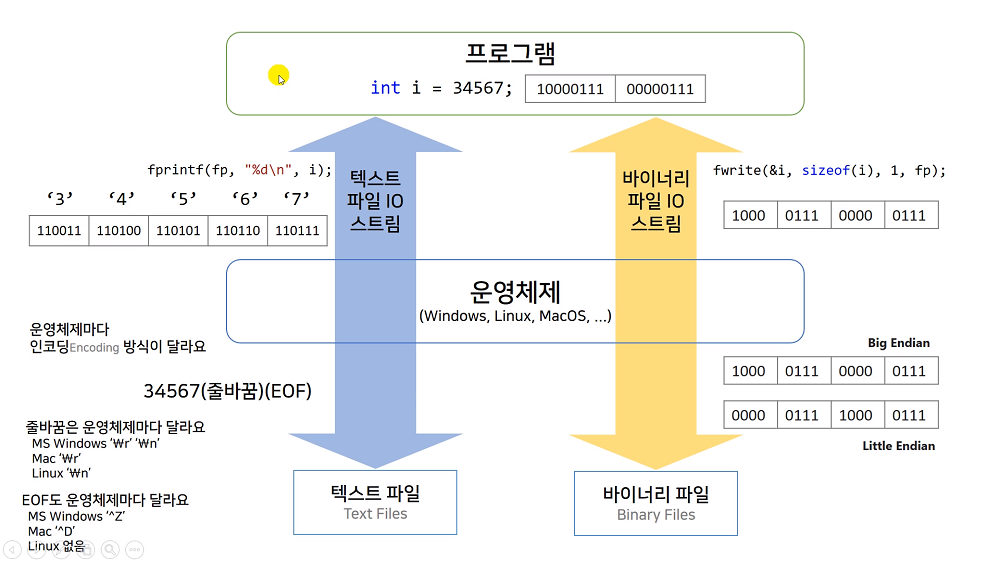 프로그램
int i = 34567; 10000111 00000111
fprintf(fp, "%d\n", i);
‘3’ ‘4’ ‘5’ ‘6’ ‘7’
110011 110100 110101 110110 110111
텍스트
파일 IO
스트림
바이너리
파일 IO
스트림
fwrite(&i, sizeof(i), 1, fp);
1000 0111 0000 0111
운영체제
(Windows, Linux, MacOS, ...)
운영체제마다
인코딩Encoding 방식이 달라요
34567(줄바꿈)(EOF)
줄바꿈은 운영체제마다 달라요
MS Windows ‘₩r’ ‘₩n’
Mac ‘₩r’
Linux ‘₩n’
EOF도 운영체제마다 달라요
MS Windows ‘^Z’
Mac ‘^D’
Linux 없음
Big Endian
1000 0111 0000 0111
0000 0111 1000 0111
Little Endian
텍스트 파일
Text Files
바이너리 파일
Binary Files